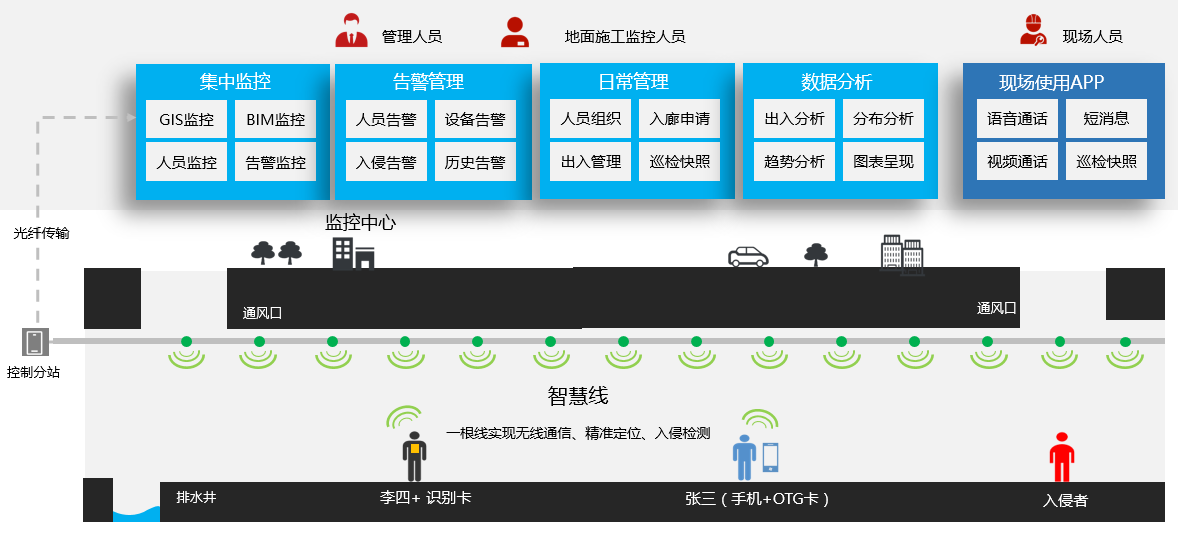 管理人员
地面施工监控人员
现场人员
集中监控
GIS监控 BIM监控
人员监控 告警监控
告警管理
人员告警 设备告警
入侵告警 历史告警
日常管理
人员组织 入廊申请
出入管理 巡检快照
数据分析
出入分析 分布分析
趋势分析 图表呈现
现场使用APP
语音通话 短消息
视频通话 巡检快照
监控中心
光纤传输
通风口
通风口
控制分站
智慧线
一根线实现无线通信、精准定位、入侵检测
排水井
李四+ 识别卡
张三（手机+OTG卡）
入侵者